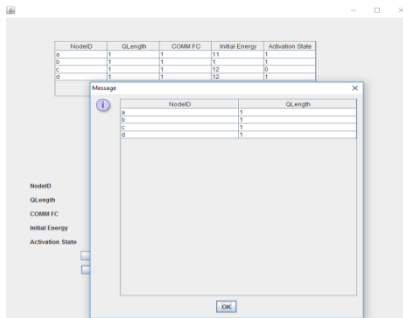 NodeID QLength COMM FC Initial Energy Activation State
a 1 1 11 1
b 1 1 1 1
c 1 1 12 0
d 1 1 12 1
Message
NodeID QLength
a 1
b 1
c 1
d 1
NodeID
QLength
COMM FC
Initial Energy
Activation State
OK